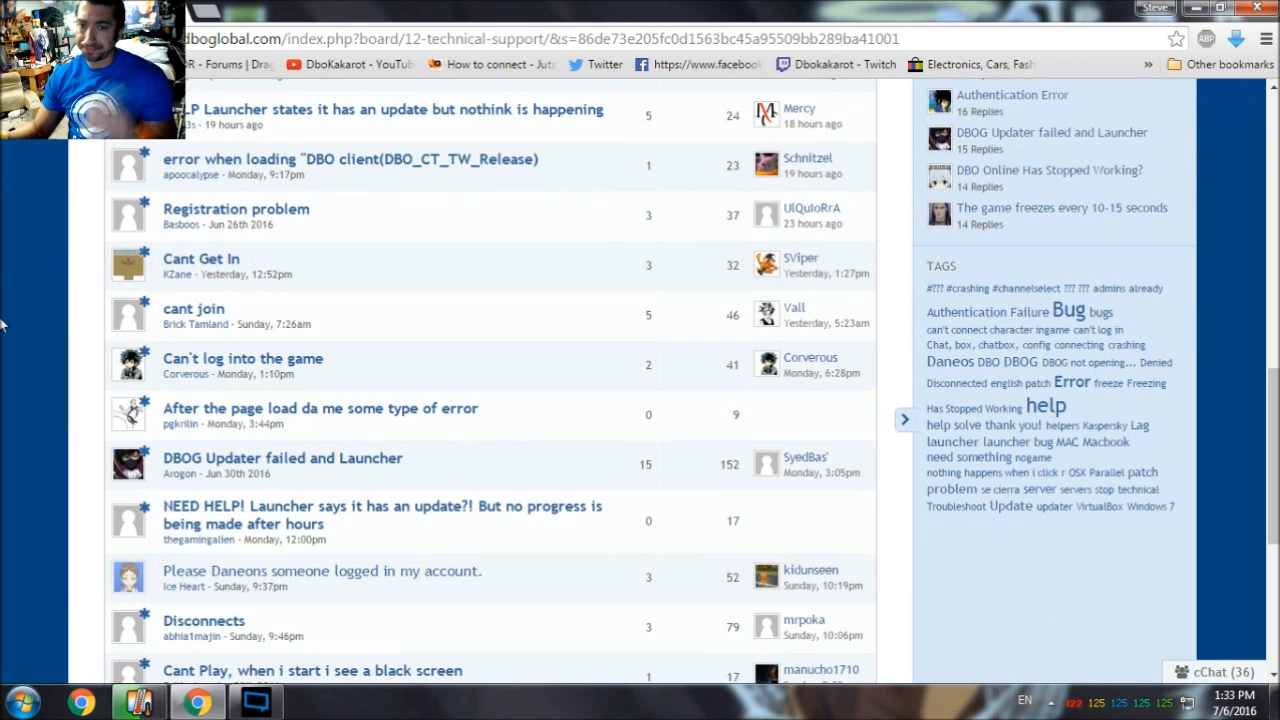 Steve
dboglobal.com/index.php?board/12-technical-support/&s=86de73e205fc0d1563bc45a95509bb289ba41001
ABP
R - Forums | Drag
DboKakarot - YouTub
How to connect - Juts
Twitter
https://www.facebook
Dbokakarot - Twitch
Electronics, Cars, Fash
»
Other bookmarks
LP Launcher states it has an update but nothink is happening
3s - 19 hours ago
5
24
Mercy
18 hours ago
error when loading "DBO client(DBO_CT_TW_Release)
apoocalypse - Monday, 9:17pm
1
23
Schnitzel
19 hours ago
Registration problem
Basboos - Jun 26th 2016
3
37
UlQuIoRrA
23 hours ago
Cant Get In
KZane - Yesterday, 12:52pm
3
32
SViper
Yesterday, 1:27pm
cant join
Brick Tamland - Sunday, 7:26am
5
46
Vall
Yesterday, 5:23am
Can't log into the game
Corverous - Monday, 1:10pm
2
41
Corverous
Monday, 6:28pm
After the page load da me some type of error
pgkrilin - Monday, 3:44pm
0
9
DBOG Updater failed and Launcher
Arogon - Jun 30th 2016
15
152
SyedBas'
Monday, 3:05pm
NEED HELP! Launcher says it has an update?! But no progress is
being made after hours
thegamingalien - Monday, 12:00pm
0
17
Please Daneons someone logged in my account.
Ice Heart - Sunday, 9:37pm
3
52
kidunseen
Sunday, 10:19pm
Disconnects
abhia1majin - Sunday, 9:46pm
3
79
mrpoka
Sunday, 10:06pm
Cant Play, when i start i see a black screen
1
17
manucho1710
Authentication Error
16 Replies
DBOG Updater failed and Launcher
15 Replies
DBO Online Has Stopped Working?
14 Replies
The game freezes every 10-15 seconds
14 Replies
TAGS
#??? #crashing #channelselect ??? ??? admins already
Authentication Failure Bug bugs
can't connect character ingame can't log in
Chat, box, chatbox, config connecting crashing
Daneos DBO DBOG DBOG not opening... Denied
Disconnected english patch Error freeze Freezing
Has Stopped Working help
help solve thank you! helpers Kaspersky Lag
launcher launcher bug MAC Macbook
need something nogame
nothing happens when i click r OSX Parallel patch
problem se cierra server servers stop technical
Troubleshoot Update updater VirtualBox Windows 7
cChat (36)
EN
122 125 125 125 125
1:33 PM
7/6/2016